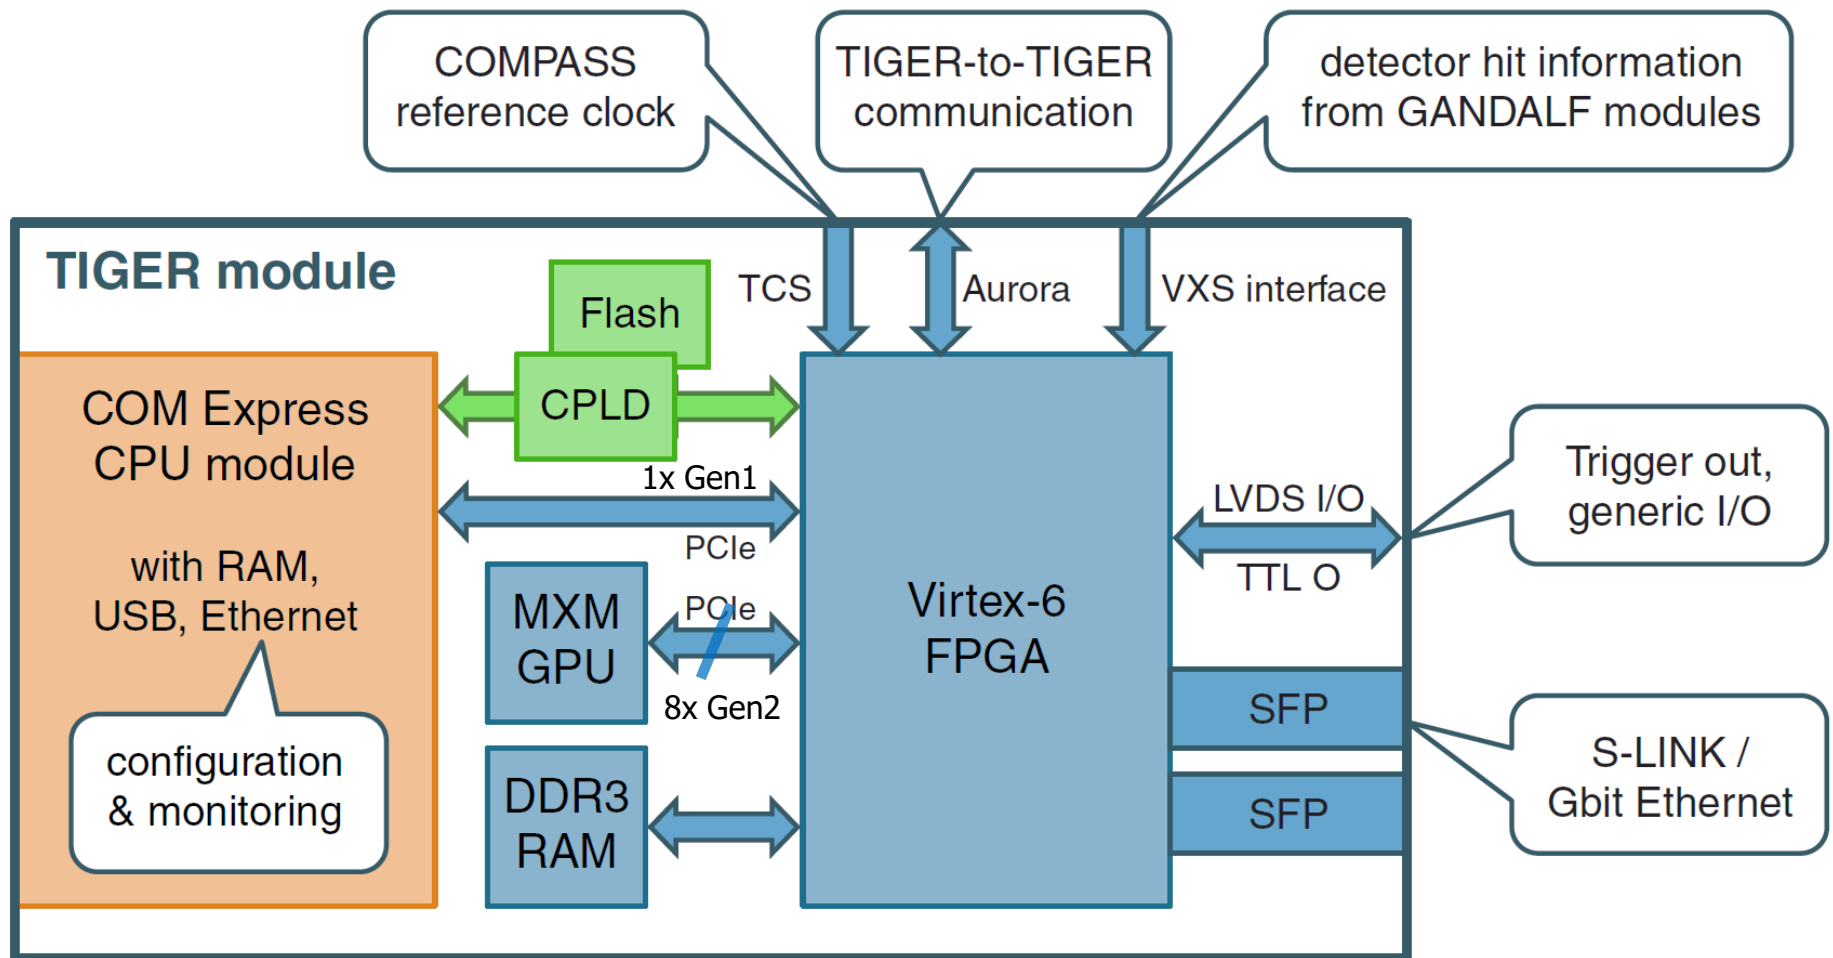 COMPASS
reference clock
TIGER-to-TIGER
communication
detector hit information
from GANDALF modules
TIGER module
TCS
Aurora
VXS interface
Flash
CPLD
COM Express
CPU module
with RAM,
USB, Ethernet
configuration
& monitoring
1x Gen1
PCIe
MXM
GPU
PCIe
8x Gen2
DDR3
RAM
Virtex-6
FPGA
LVDS I/O
TTL O
Trigger out,
generic I/O
SFP
SFP
S-LINK /
Gbit Ethernet